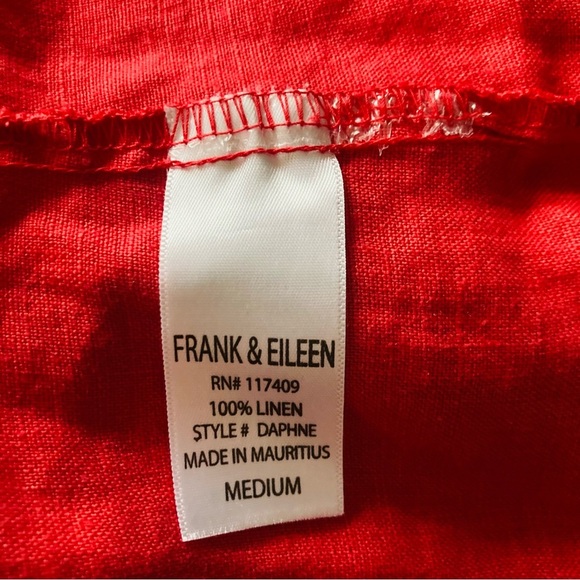 FRANK & EILEEN
RN# 117409
100% LINEN
STYLE # DAPHNE
MADE IN MAURITIUS
MEDIUM